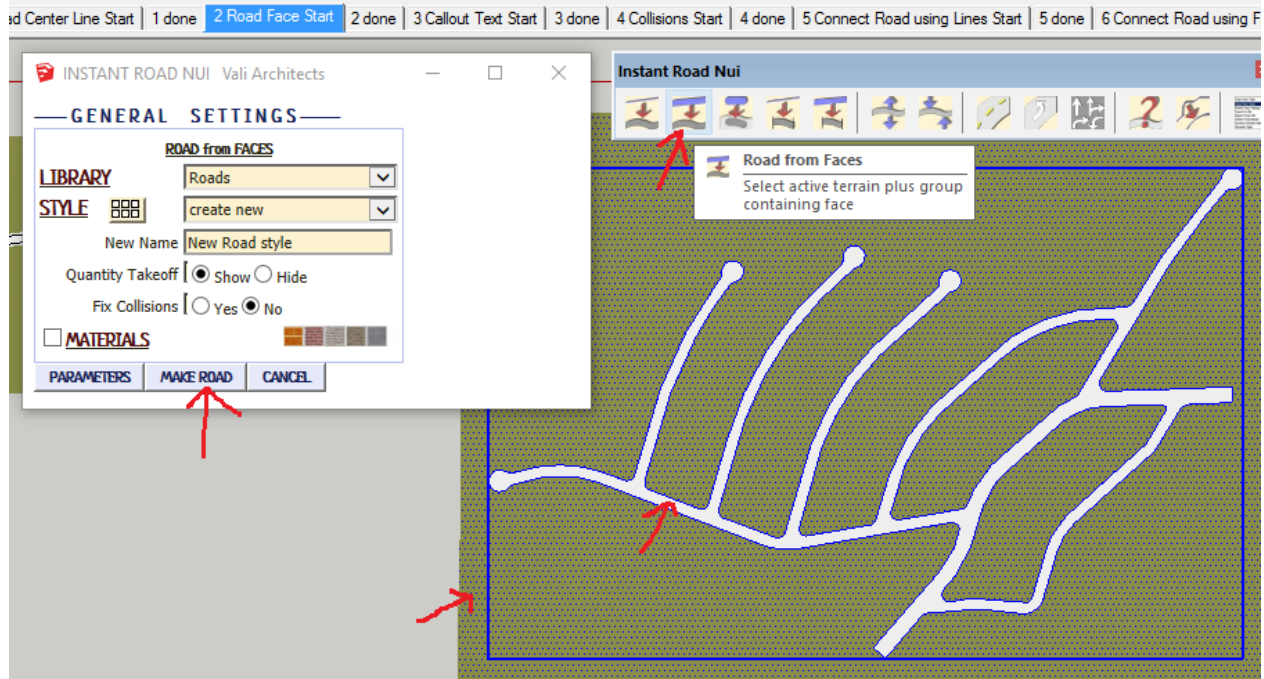 ad Center Line Start 1 done 2 Road Face Start 2 done 3 Callout Text Start 3 done 4 Collisions Start 4 done 5 Connect Road using Lines Start 5 done 6 Connect Road using F
INSTANT ROAD NUI Vali Architects
GENERAL SETTINGS
ROAD from FACES
LIBRARY Roads
STYLE create new
New Name New Road style
Quantity Takeoff Show Hide
Fix Collisions Yes No
MATERIALS
PARAMETERS MAKE ROAD CANCEL
Instant Road Nui
Road from Faces
Select active terrain plus group
containing face